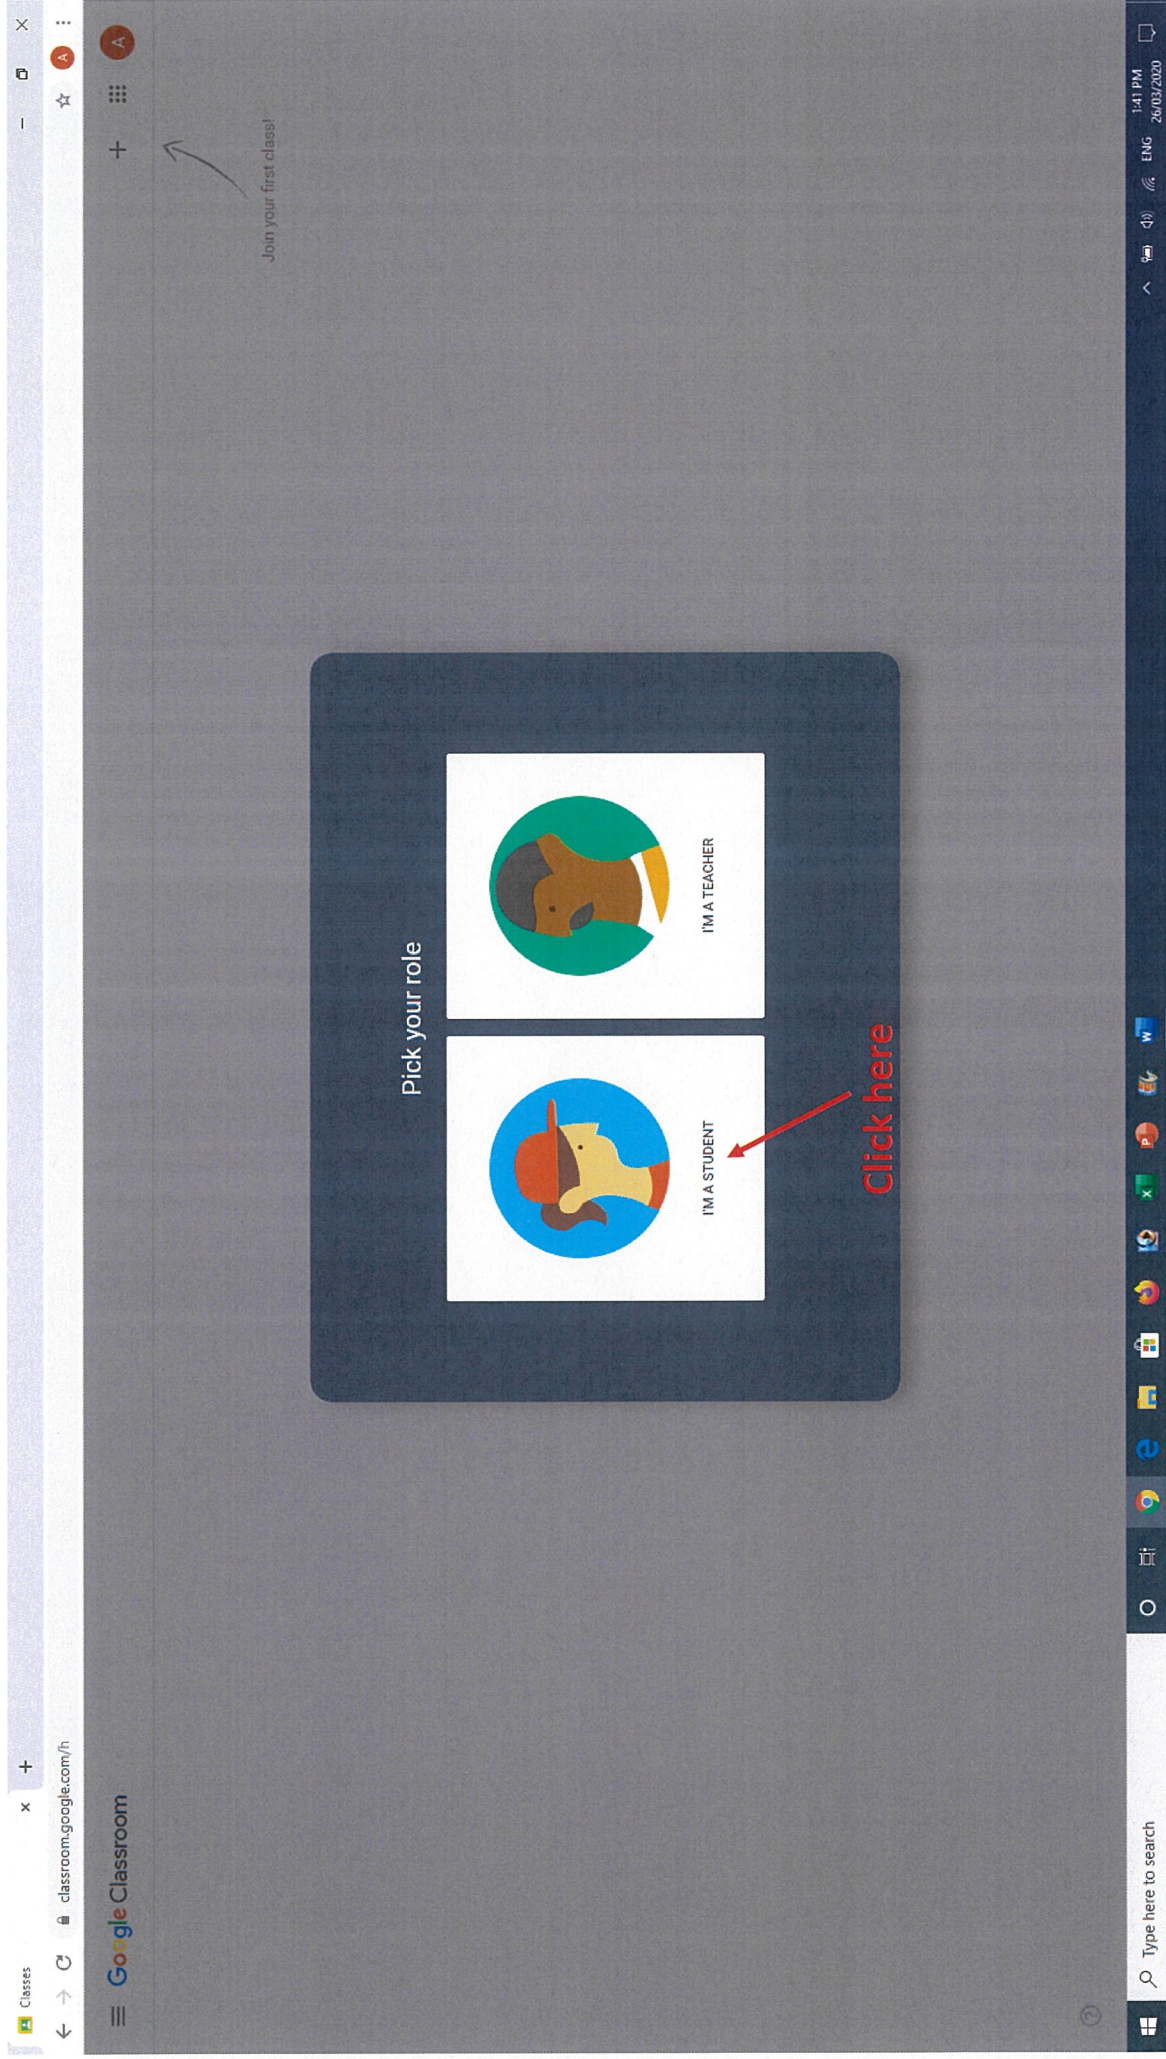 Classes
classroom.google.com/h
A
Google Classroom
A
Join your first class!
Pick your role
I'M A STUDENT
I'M A TEACHER
Click here
Type here to search
ENG
1:41 PM
26/03/2020